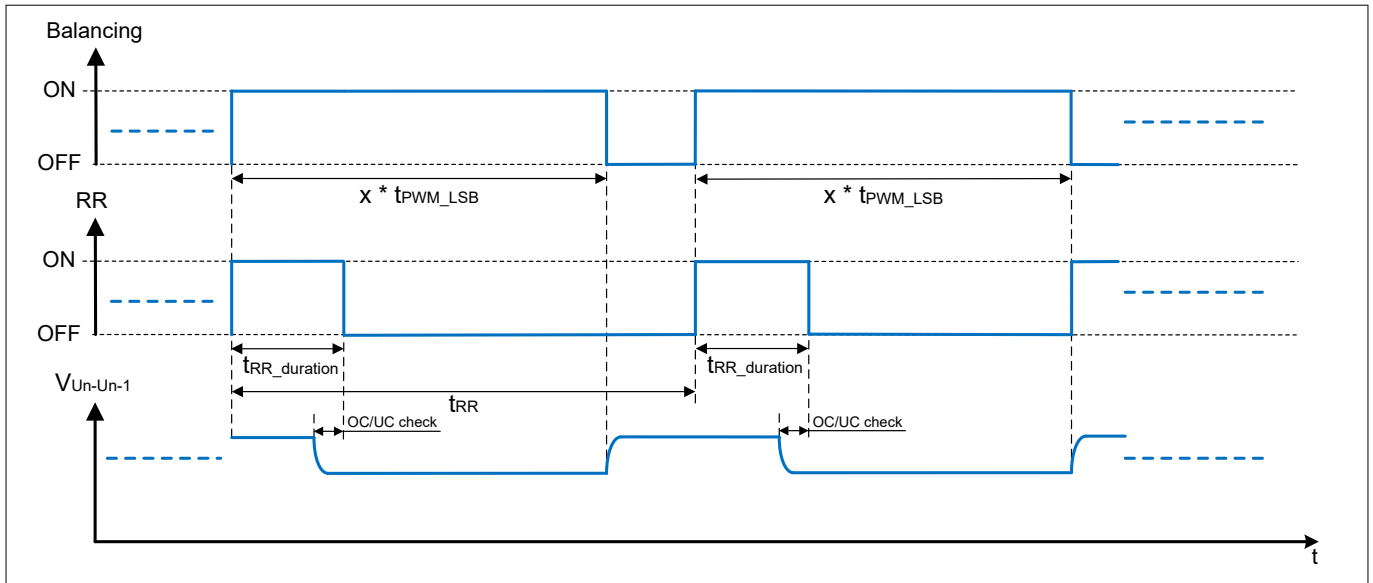 Balancing
ON
OFF
x * tPWM_LSB
x * tPWM_LSB
RR
ON
OFF
tRR_duration
tRR_duration
tRR
VUn-Un-1
OC/UC check
OC/UC check
t